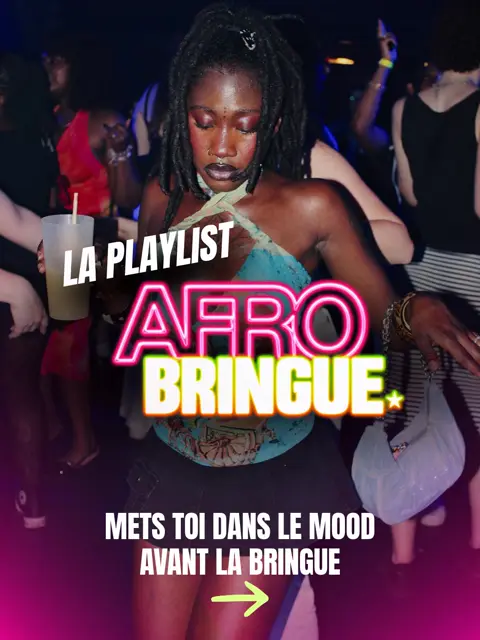 LA PLAYLIST
AFRO
BRINGUE
METS TOI DANS LE MOOD
AVANT LA BRINGUE